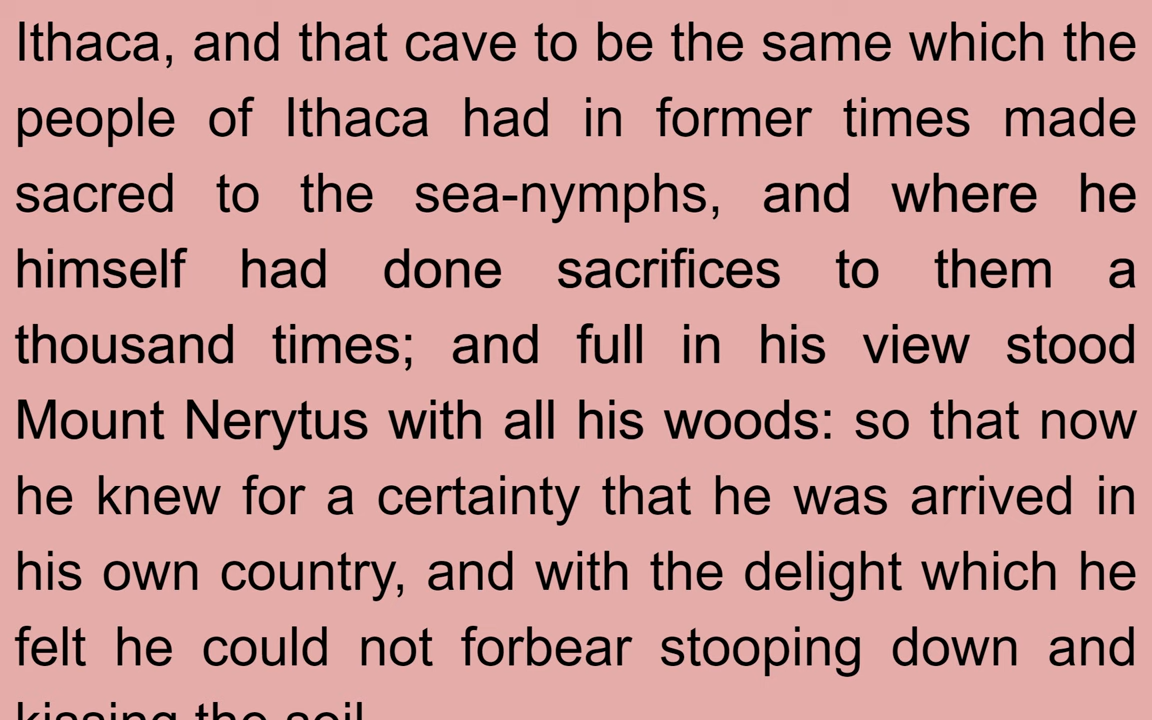 Ithaca, and that cave to be the same which the
people of Ithaca had in former times made
sacred to the sea-nymphs, and where he
himself had done sacrifices to them a
thousand times; and full in his view stood
Mount Nerytus with all his woods: so that now
he knew for a certainty that he was arrived in
his own country, and with the delight which he
felt he could not forbear stooping down and
kissing the soil